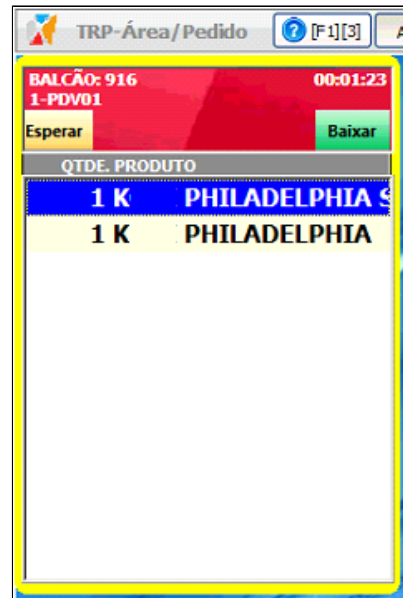 TRP-Área/Pedido [F1][3] A
BALCÃO: 916 00:01:23
1-PDV01
Esperar Baixar
QTDE. PRODUTO
1 K PHILADELPHIA S
1 K PHILADELPHIA